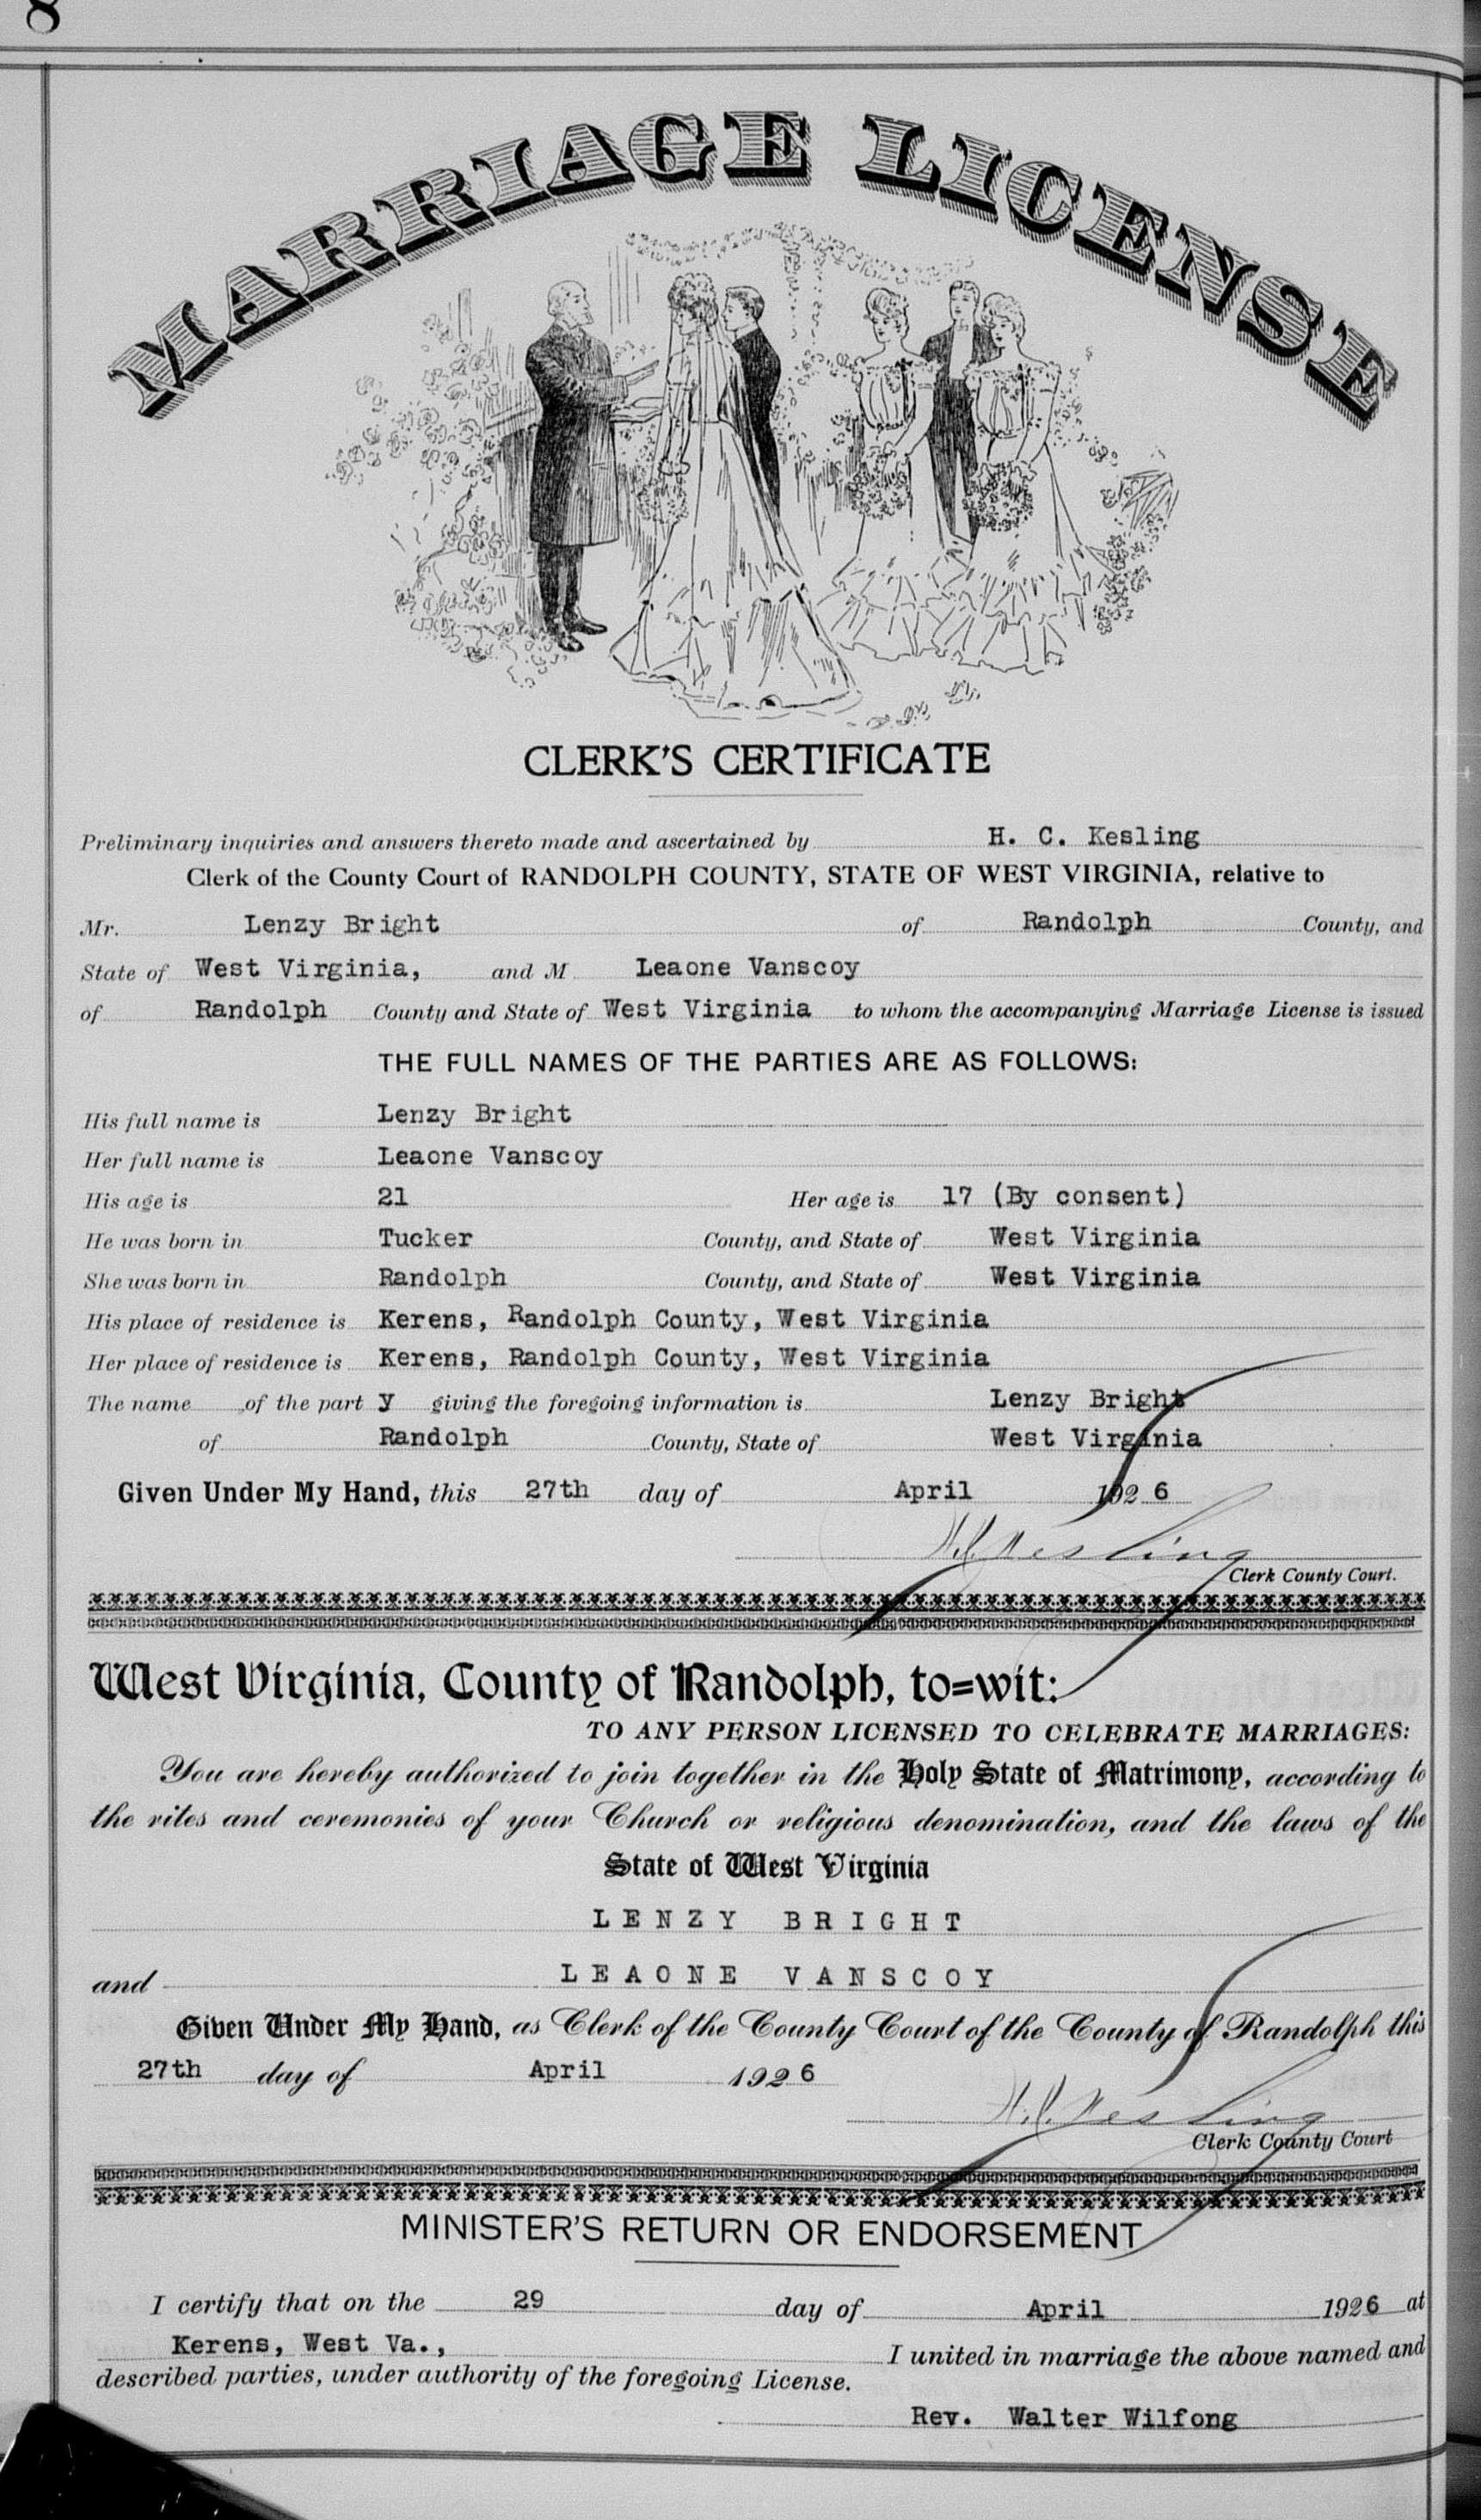 8
MARRIAGE LICENSE
CLERK'S CERTIFICATE
Preliminary inquiries and answers thereto made and ascertained by H. C. Kesling
Clerk of the County Court of RANDOLPH COUNTY, STATE OF WEST VIRGINIA, relative to
Mr. Lenzy Bright of Randolph County, and
State of West Virginia, and M Leaone Vanscoy
of Randolph County and State of West Virginia to whom the accompanying Marriage License is issued
THE FULL NAMES OF THE PARTIES ARE AS FOLLOWS:
His full name is Lenzy Bright
Her full name is Leaone Vanscoy
His age is 21 Her age is 17 (By consent)
He was born in Tucker County, and State of West Virginia
She was born in Randolph County, and State of West Virginia
His place of residence is Kerens, Randolph County, West Virginia
Her place of residence is Kerens, Randolph County, West Virginia
The name of the part y giving the foregoing information is Lenzy Bright
of Randolph County, State of West Virginia
Given Under My Hand, this 27th day of April 192 6
H. C. Kesling
Clerk County Court.
West Virginia, County of Randolph, to=wit:
TO ANY PERSON LICENSED TO CELEBRATE MARRIAGES:
You are hereby authorized to join together in the Holy State of Matrimony, according to
the rites and ceremonies of your Church or religious denomination, and the laws of the
State of West Virginia
LENZY BRIGHT
and LEAONE VANSCOY
Given Under My Hand, as Clerk of the County Court of the County of Randolph this
27th day of April 192 6
H. C. Kesling
Clerk County Court
MINISTER'S RETURN OR ENDORSEMENT
I certify that on the 29 day of April 1926 at
Kerens, West Va., I united in marriage the above named and
described parties, under authority of the foregoing License.
Rev. Walter Wilfong